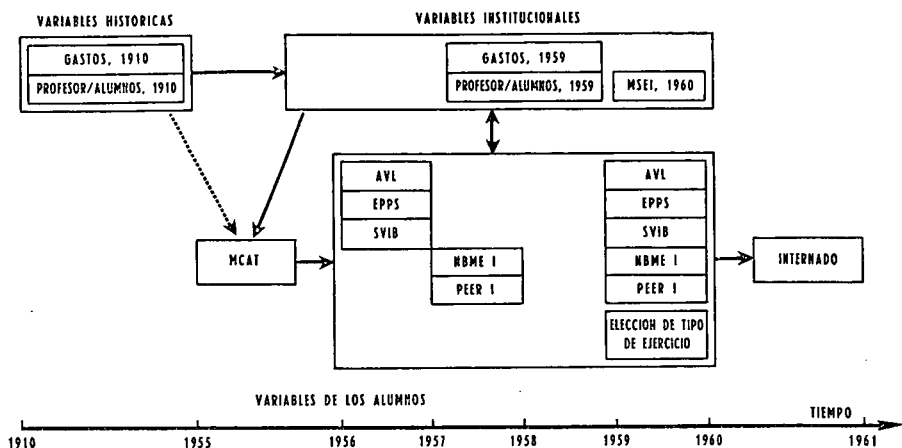 VARIABLES HISTORICAS
VARIABLES INSTITUCIONALES
GASTOS, 1910
PROFESOR/ALUMNOS, 1910
GASTOS, 1959
PROFESOR/ALUMNOS, 1959
MSEI, 1960
AVL
EPPS
SVIB
NBME I
PEER I
AVL
EPPS
SVIB
NBME I
PEER I
ELECCION DE TIPO
DE EJERCICIO
MCAT
INTERNADO
VARIABLES DE LOS ALUMNOS
TIEMPO
1910 1955 1956 1957 1958 1959 1960 1961